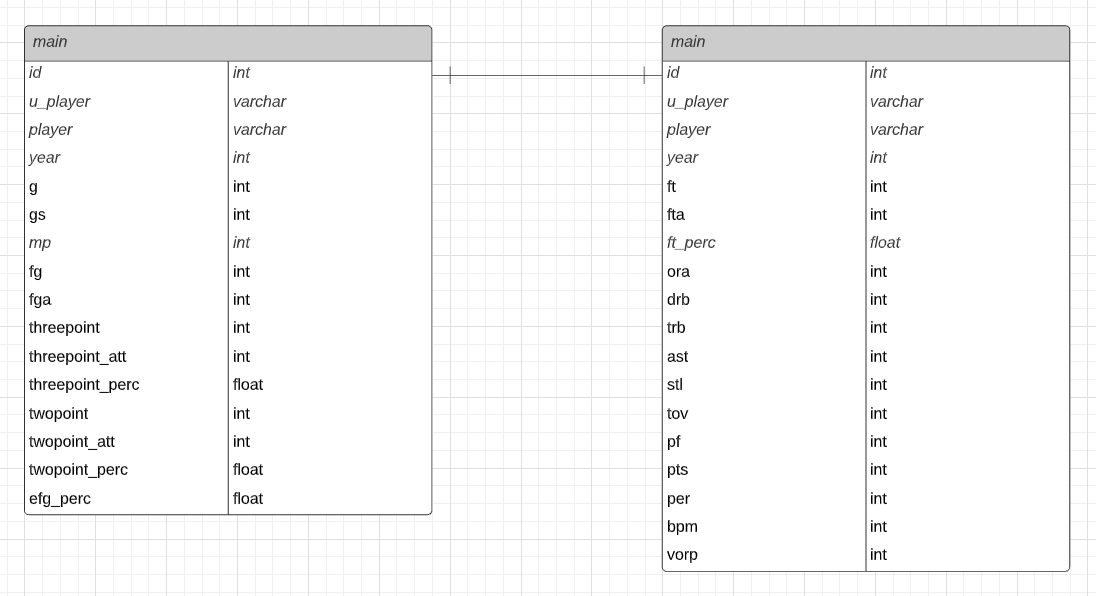 main
id int
u_player varchar
player varchar
year int
g int
gs int
mp int
fg int
fga int
threepoint int
threepoint_att int
threepoint_perc float
twopoint int
twopoint_att int
twopoint_perc float
efg_perc float
main
id int
u_player varchar
player varchar
year int
ft int
fta int
ft_perc float
ora int
drb int
trb int
ast int
stl int
tov int
pf int
pts int
per int
bpm int
vorp int